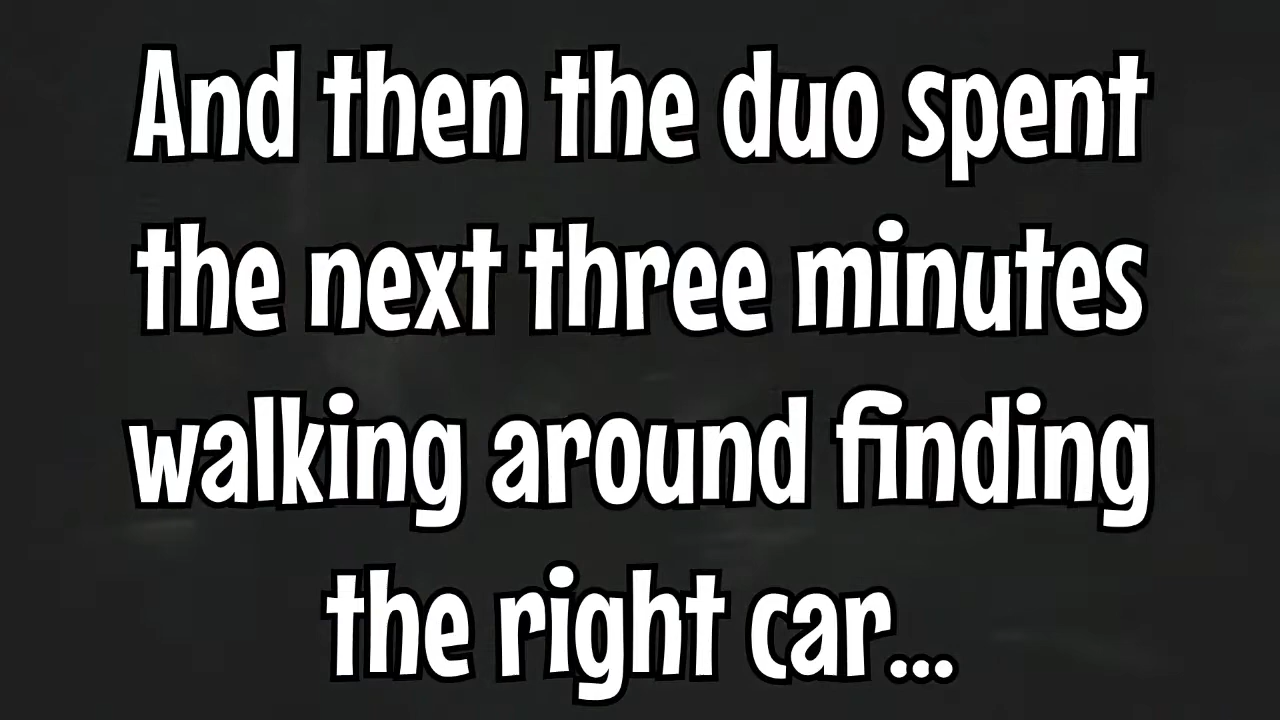 And then the duo spent
the next three minutes
walking around finding
the right car...